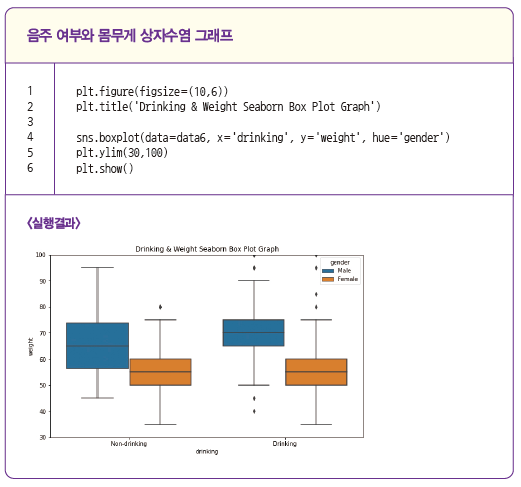 음주 여부와 몸무게 상자수염 그래프
1 plt.figure(figsize=(10,6))
2 plt.title('Drinking & Weight Seaborn Box Plot Graph')
3
4 sns.boxplot(data=data6, x='drinking', y='weight', hue='gender')
5 plt.ylim(30,100)
6 plt.show()
〈실행결과〉
Drinking & Weight Seaborn Box Plot Graph
gender
Male
Female
100
90
80
70
60
50
40
30
weight
Non-drinking Drinking
drinking